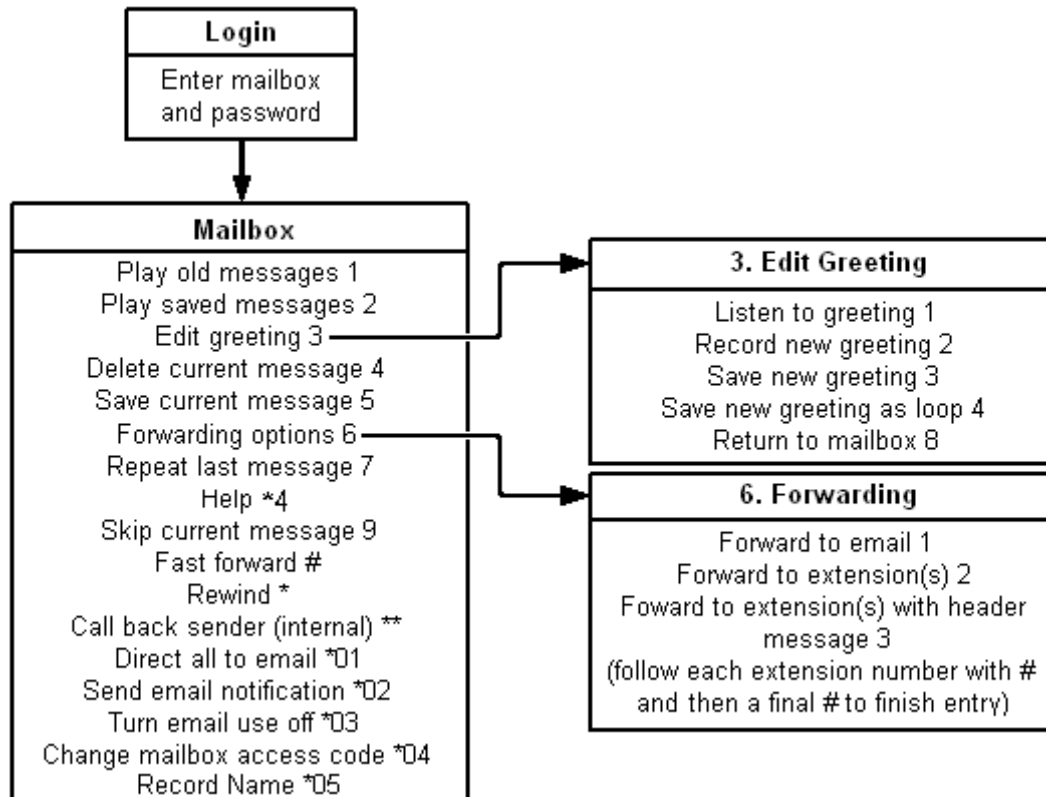 Login
Enter mailbox
and password
Mailbox
Play old messages 1
Play saved messages 2
Edit greeting 3
Delete current message 4
Save current message 5
Forwarding options 6
Repeat last message 7
Help *4
Skip current message 9
Fast forward #
Rewind *
Call back sender (internal) **
Direct all to email *01
Send email notification *02
Turn email use off *03
Change mailbox access code *04
Record Name *05
3. Edit Greeting
Listen to greeting 1
Record new greeting 2
Save new greeting 3
Save new greeting as loop 4
Return to mailbox 8
6. Forwarding
Forward to email 1
Forward to extension(s) 2
Foward to extension(s) with header
message 3
(follow each extension number with #
and then a final # to finish entry)